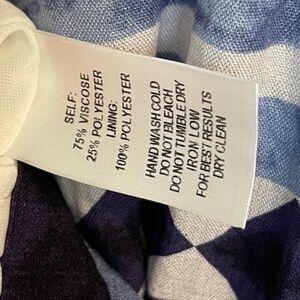 SELF:
75% VISCOSE
25% POLYESTER
LINING:
100% POLYESTER
HAND WASH COLD
DO NOT BLEACH
DO NOT TUMBLE DRY
IRON LOW
FOR BEST RESULTS
DRY CLEAN